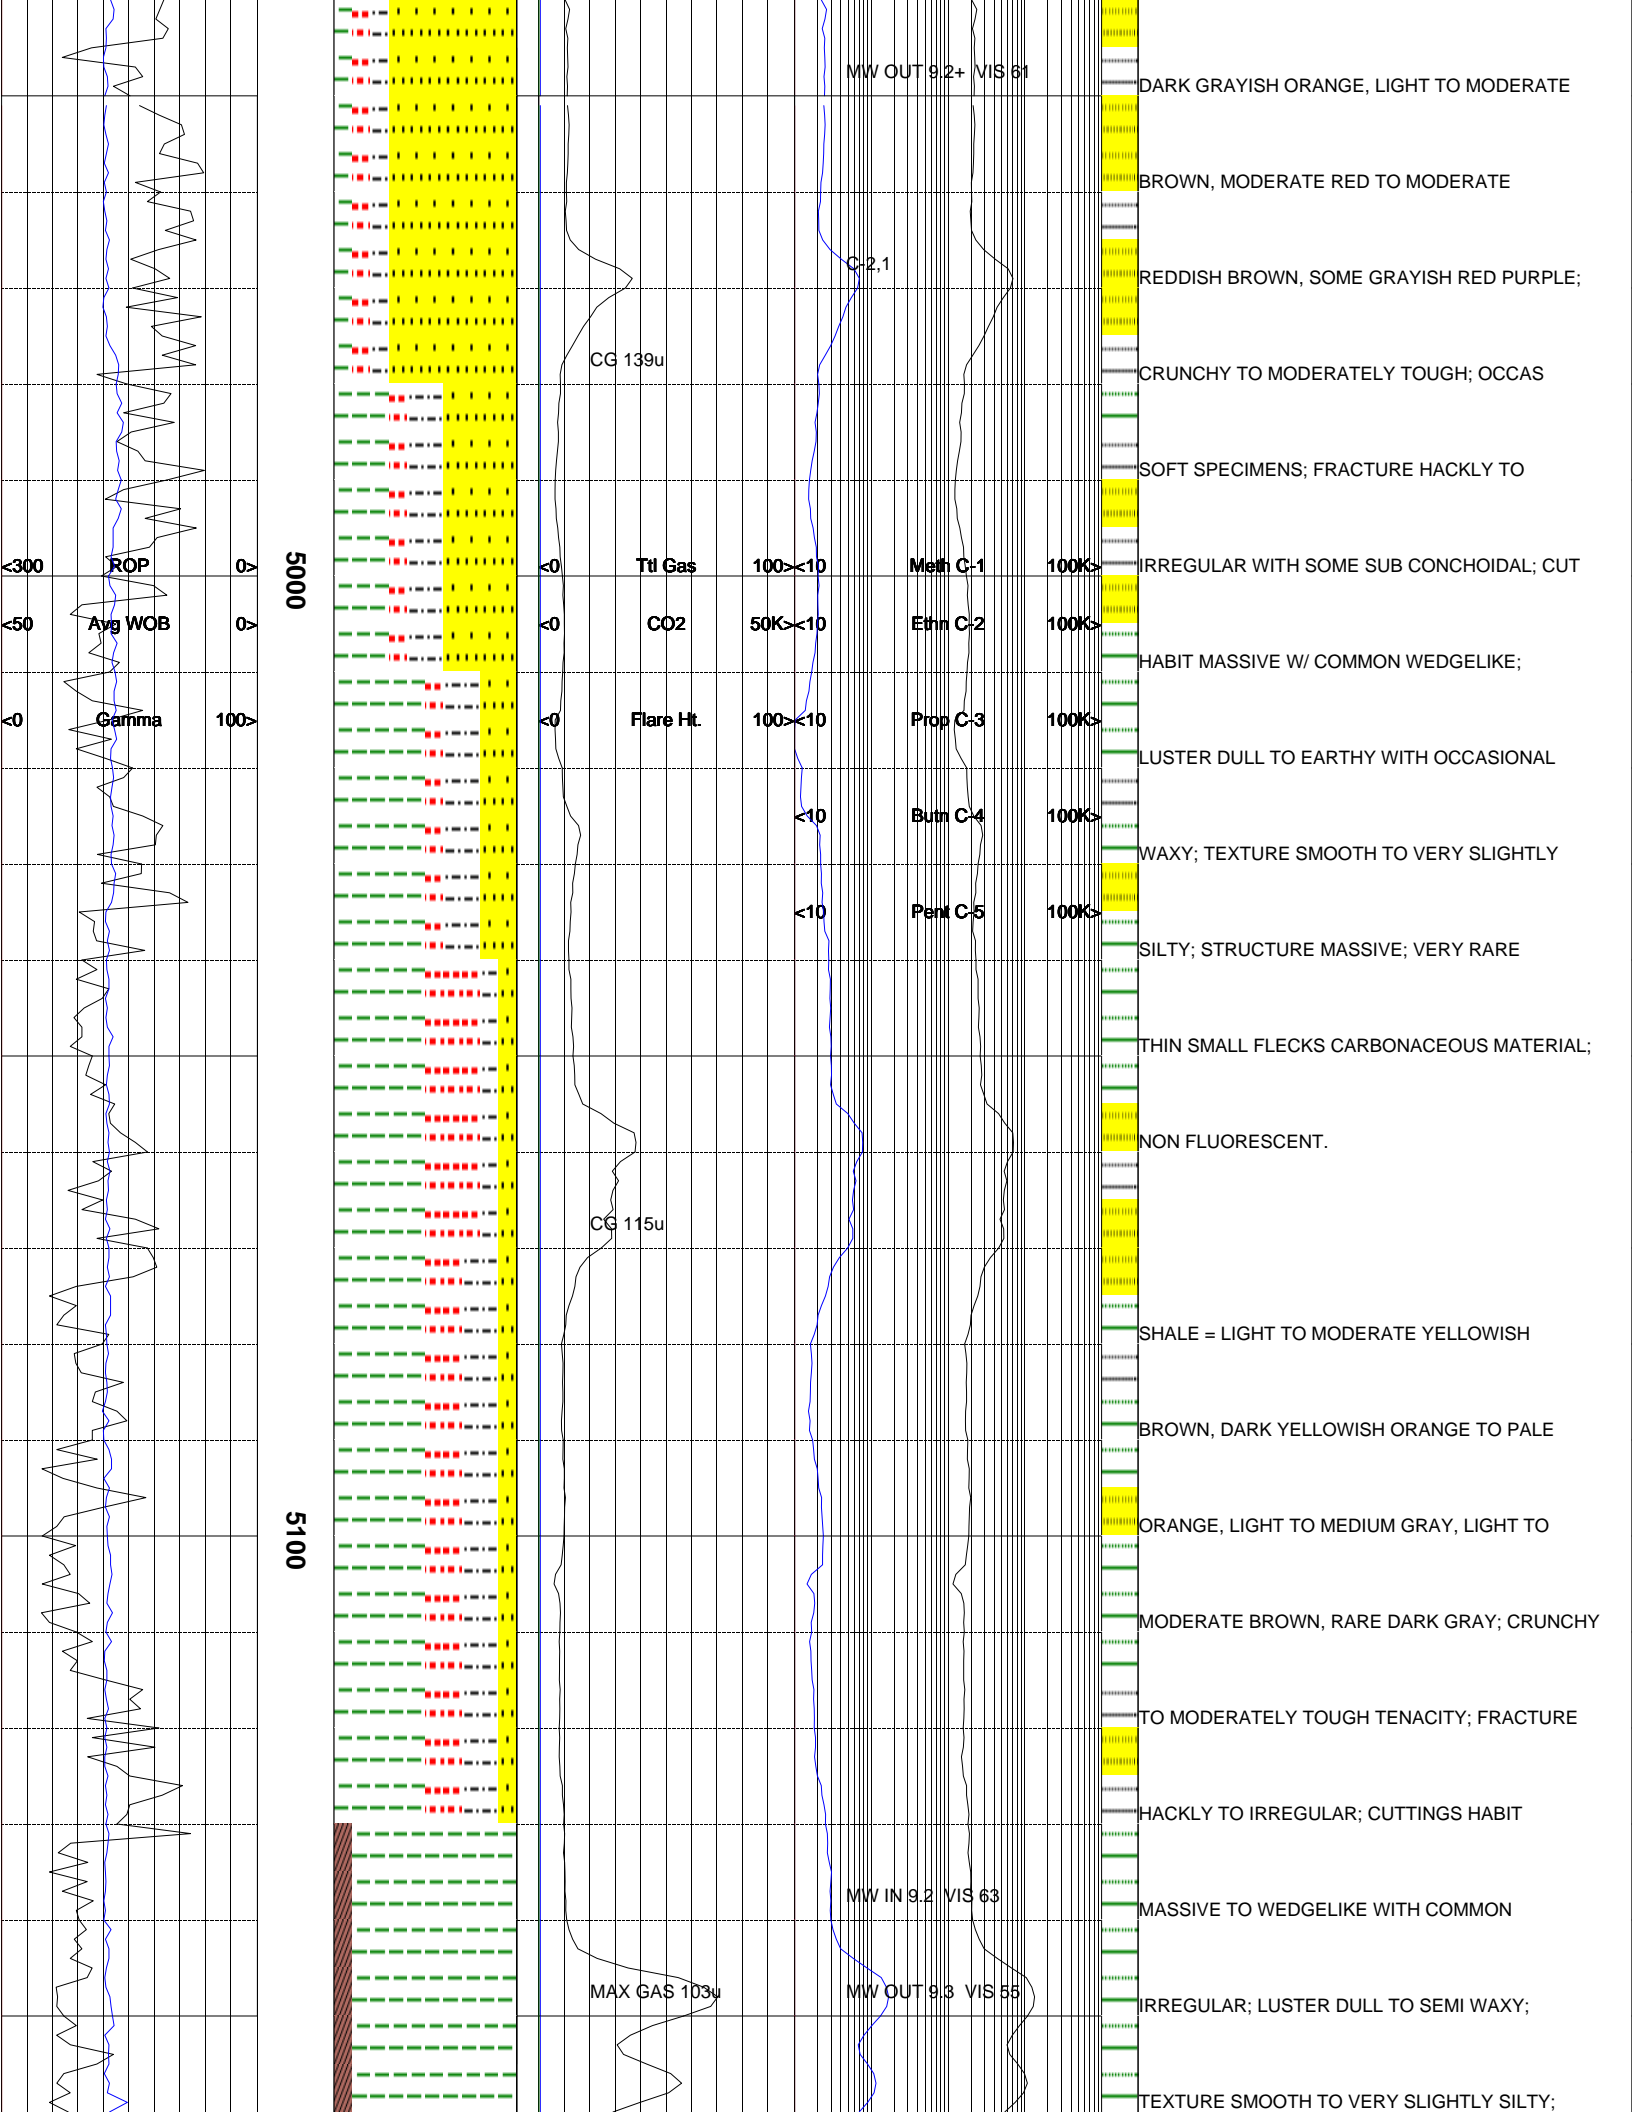 MW OUT 9.2+ VIS 61
DARK GRAYISH ORANGE, LIGHT TO MODERATE
BROWN, MODERATE RED TO MODERATE
C-2,1
REDDISH BROWN, SOME GRAYISH RED PURPLE;
CG 139u
CRUNCHY TO MODERATELY TOUGH; OCCAS
SOFT SPECIMENS; FRACTURE HACKLY TO
<300 ROP 0> 5000 <0 Ttl Gas 100> <10 Meth C-1 100K>
IRREGULAR WITH SOME SUB CONCHOIDAL; CUT
<50 Avg WOB 0> <0 CO2 50K> <10 Ethn C-2 100K>
HABIT MASSIVE W/ COMMON WEDGELIKE;
<0 Gamma 100> <0 Flare Ht. 100> <10 Prop C-3 100K>
LUSTER DULL TO EARTHY WITH OCCASIONAL
<10 Butn C-4 100K>
WAXY; TEXTURE SMOOTH TO VERY SLIGHTLY
<10 Pent C-5 100K>
SILTY; STRUCTURE MASSIVE; VERY RARE
THIN SMALL FLECKS CARBONACEOUS MATERIAL;
NON FLUORESCENT.
CG 115u
SHALE = LIGHT TO MODERATE YELLOWISH
BROWN, DARK YELLOWISH ORANGE TO PALE
5100
ORANGE, LIGHT TO MEDIUM GRAY, LIGHT TO
MODERATE BROWN, RARE DARK GRAY; CRUNCHY
TO MODERATELY TOUGH TENACITY; FRACTURE
HACKLY TO IRREGULAR; CUTTINGS HABIT
MW IN 9.2 VIS 63
MASSIVE TO WEDGELIKE WITH COMMON
MAX GAS 103u
MW OUT 9.3 VIS 55
IRREGULAR; LUSTER DULL TO SEMI WAXY;
TEXTURE SMOOTH TO VERY SLIGHTLY SILTY;